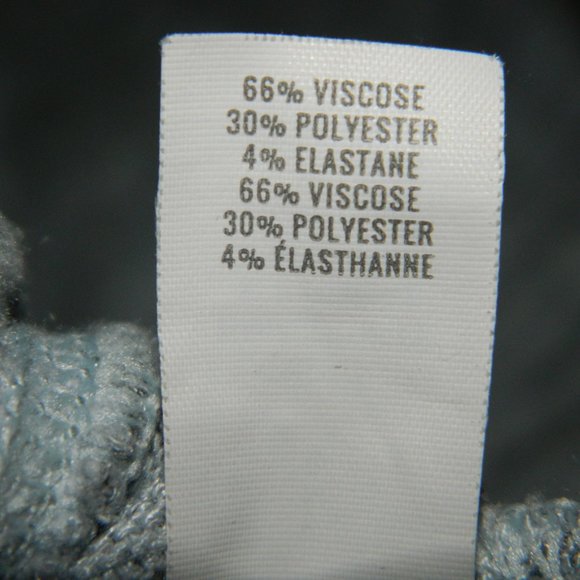 66% VISCOSE
30% POLYESTER
4% ELASTANE
66% VISCOSE
30% POLYESTER
4% ÉLASTHANNE